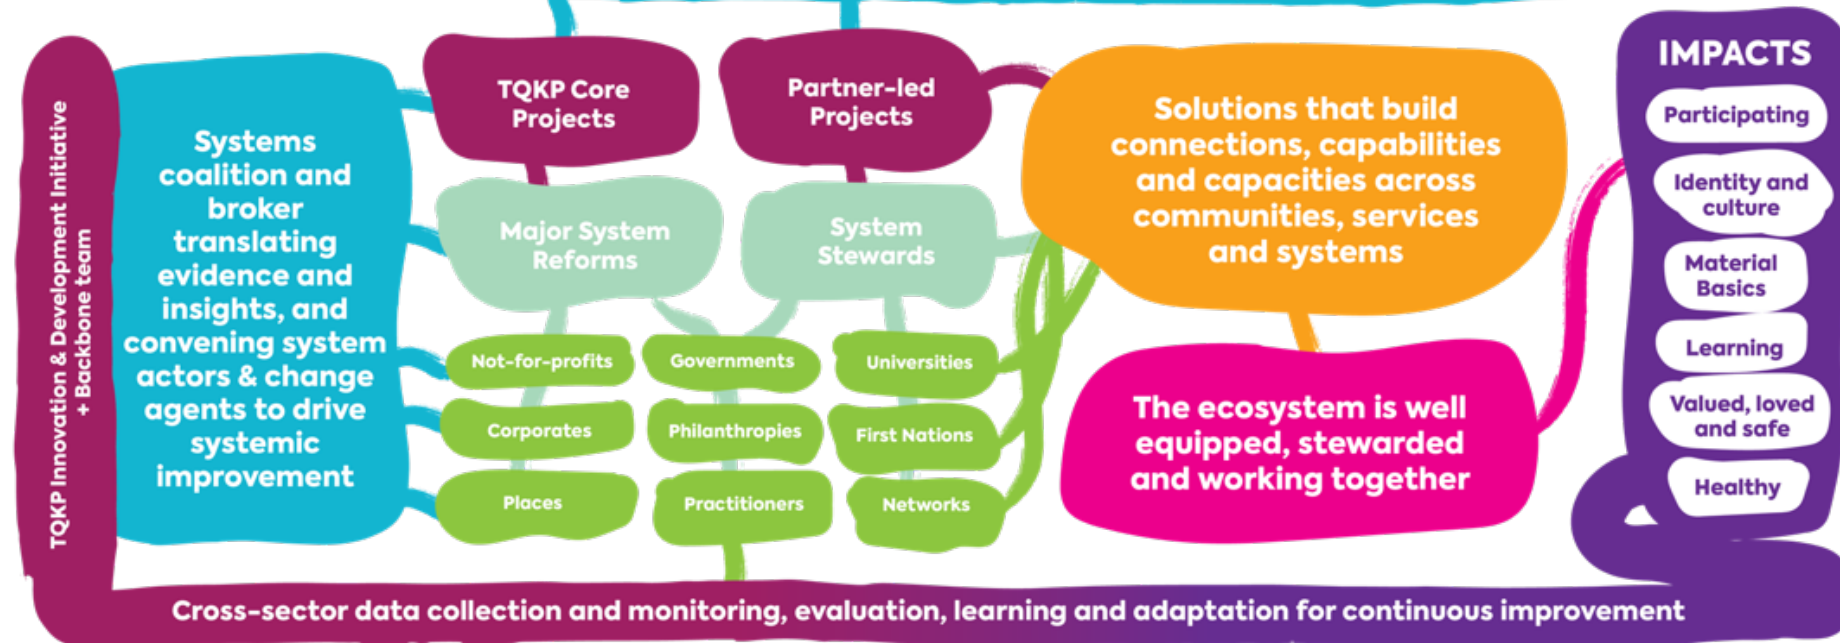 TQKP Innovation & Development Initiative
+ Backbone team
Systems
coalition and
broker
translating
evidence and
insights, and
convening system
actors & change
agents to drive
systemic
improvement
TQKP Core
Projects
Partner-led
Projects
Major System
Reforms
System
Stewards
Not-for-profits
Governments
Universities
Corporates
Philanthropies
First Nations
Places
Practitioners
Networks
Solutions that build
connections, capabilities
and capacities across
communities, services
and systems
The ecosystem is well
equipped, stewarded
and working together
IMPACTS
Participating
Identity and
culture
Material
Basics
Learning
Valued, loved
and safe
Healthy
Cross-sector data collection and monitoring, evaluation, learning and adaptation for continuous improvement